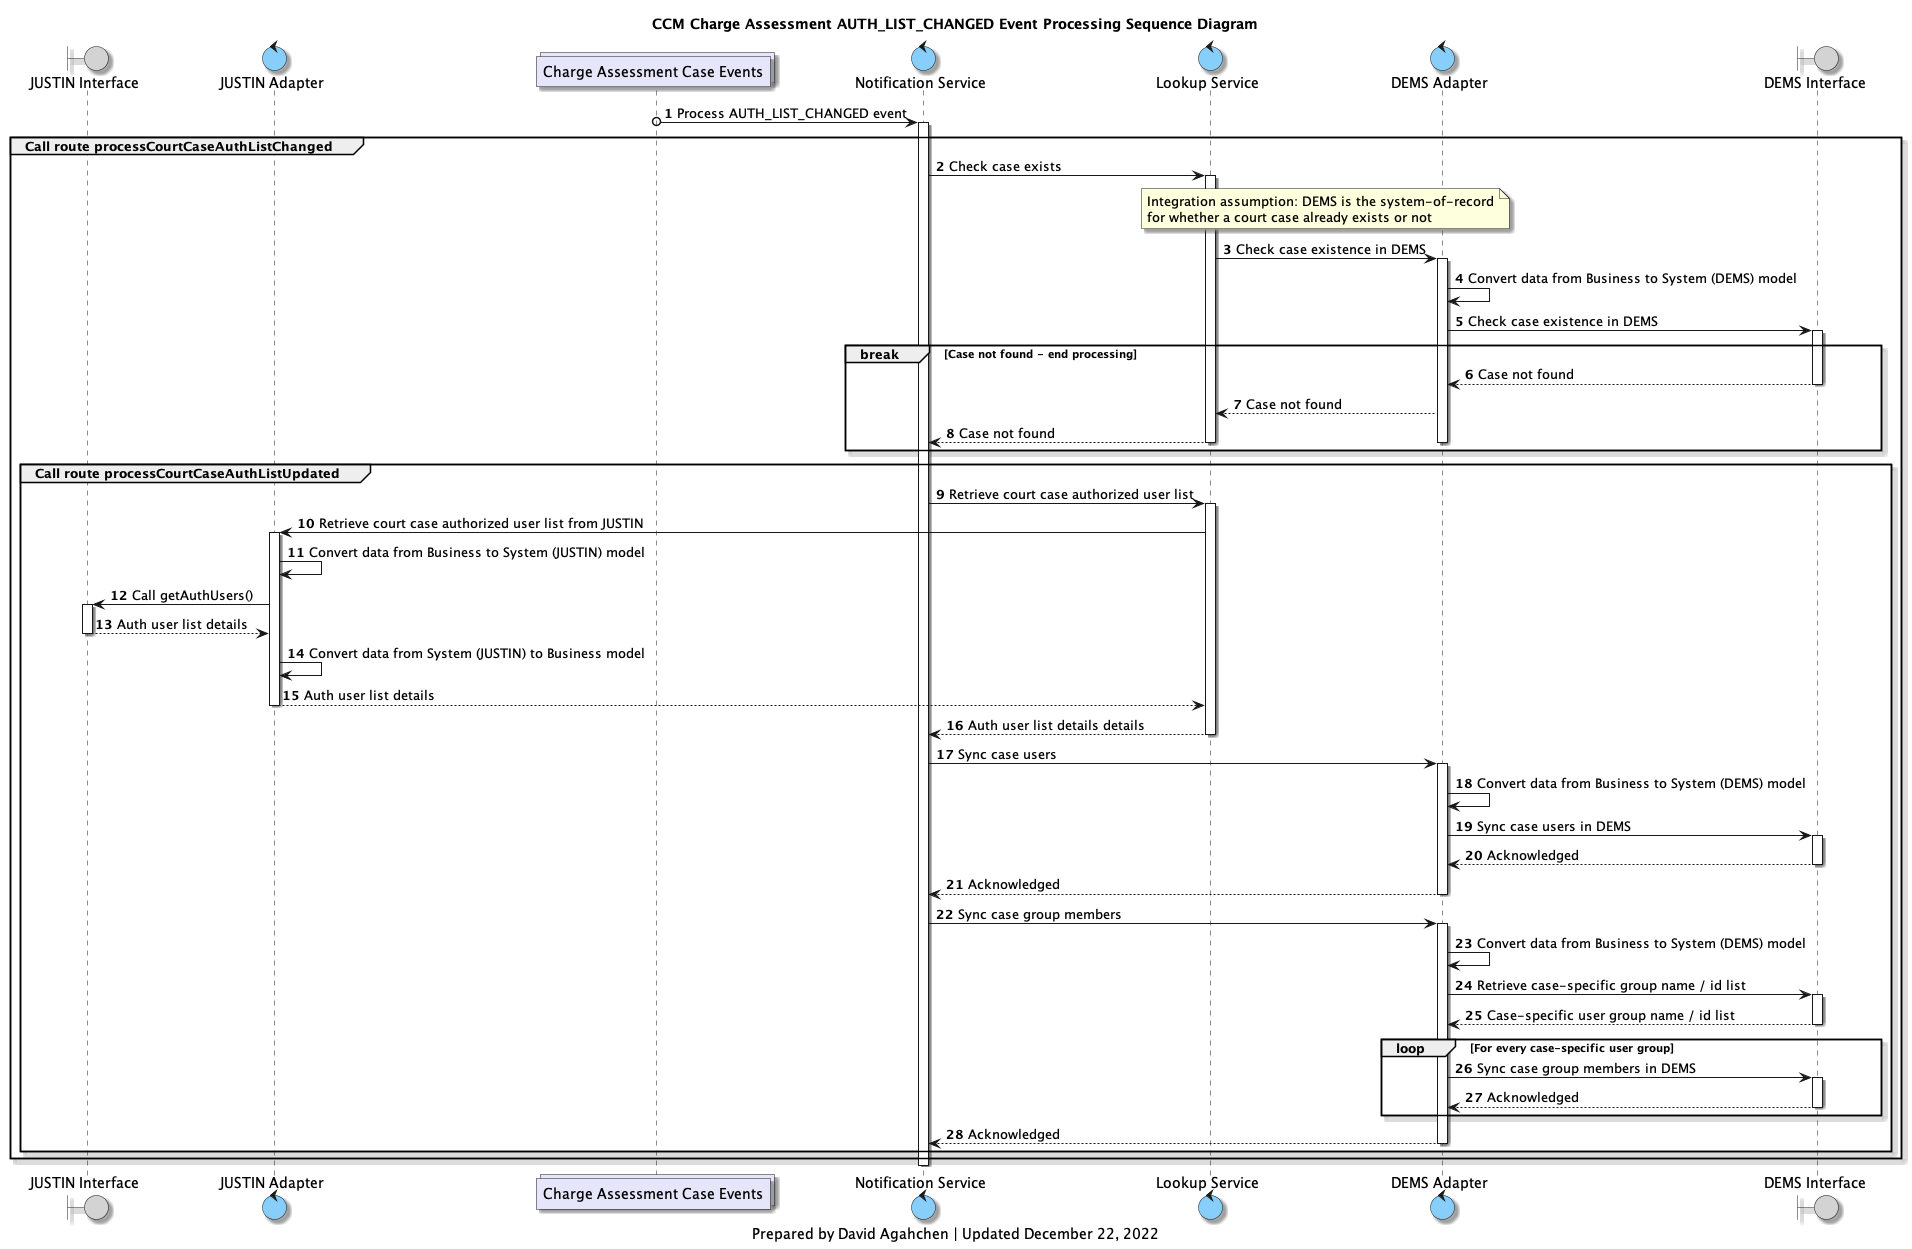 CCM Charge Assessment AUTH_LIST_CHANGED Event Processing Sequence Diagram
JUSTIN Interface
JUSTIN Adapter
Charge Assessment Case Events
Notification Service
Lookup Service
DEMS Adapter
DEMS Interface
1 Process AUTH_LIST_CHANGED event
Call route processCourtCaseAuthListChanged
2 Check case exists
Integration assumption: DEMS is the system-of-record
for whether a court case already exists or not
3 Check case existence in DEMS
4 Convert data from Business to System (DEMS) model
5 Check case existence in DEMS
break [Case not found - end processing]
6 Case not found
7 Case not found
8 Case not found
Call route processCourtCaseAuthListUpdated
9 Retrieve court case authorized user list
10 Retrieve court case authorized user list from JUSTIN
11 Convert data from Business to System (JUSTIN) model
12 Call getAuthUsers()
13 Auth user list details
14 Convert data from System (JUSTIN) to Business model
15 Auth user list details
16 Auth user list details details
17 Sync case users
18 Convert data from Business to System (DEMS) model
19 Sync case users in DEMS
20 Acknowledged
21 Acknowledged
22 Sync case group members
23 Convert data from Business to System (DEMS) model
24 Retrieve case-specific group name / id list
25 Case-specific user group name / id list
loop [For every case-specific user group]
26 Sync case group members in DEMS
27 Acknowledged
28 Acknowledged
JUSTIN Interface
JUSTIN Adapter
Charge Assessment Case Events
Notification Service
Lookup Service
DEMS Adapter
DEMS Interface
Prepared by David Agahchen | Updated December 22, 2022